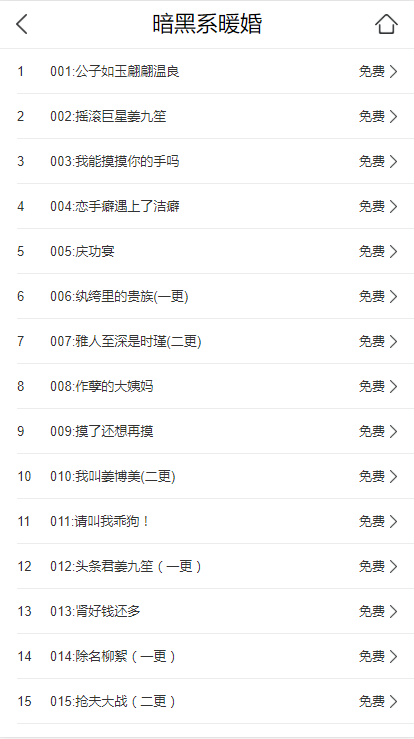 暗黑系暖婚
1 001:公子如玉翩翩温良 免费
2 002:摇滚巨星姜九笙 免费
3 003:我能摸摸你的手吗 免费
4 004:恋手癖遇上了洁癖 免费
5 005:庆功宴 免费
6 006:纨绔里的贵族(一更) 免费
7 007:雅人至深是时瑾(二更) 免费
8 008:作孽的大姨妈 免费
9 009:摸了还想再摸 免费
10 010:我叫姜博美(二更) 免费
11 011:请叫我乖狗！ 免费
12 012:头条君姜九笙（一更） 免费
13 013:肾好钱还多 免费
14 014:除名柳絮（一更） 免费
15 015:抢夫大战（二更） 免费